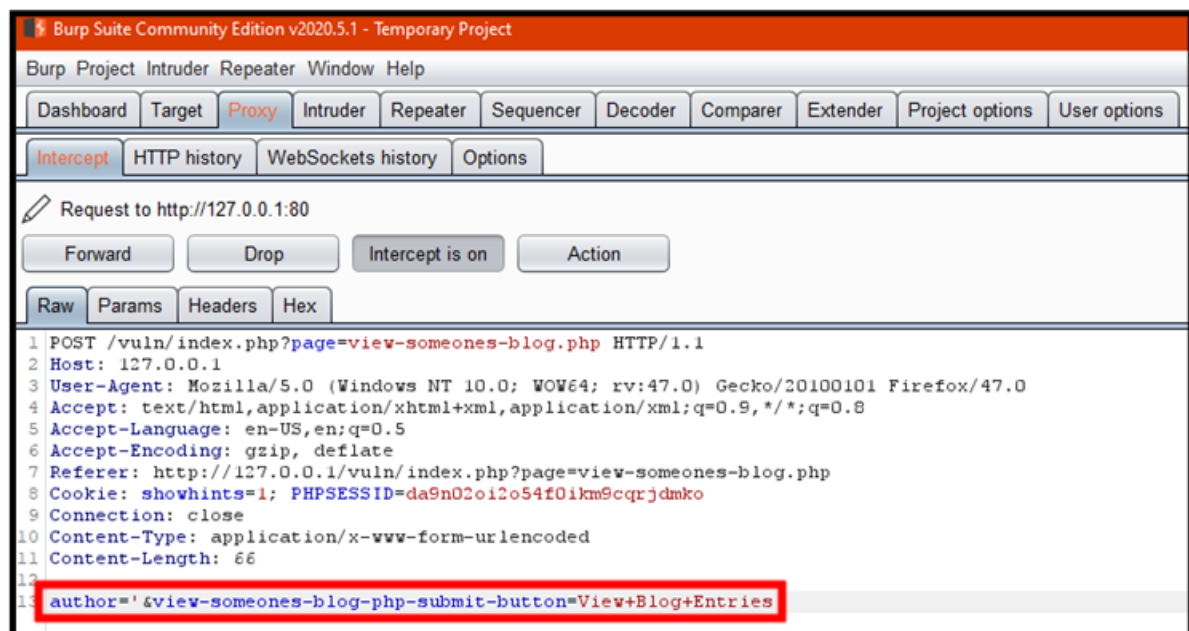 Burp Suite Community Edition v2020.5.1 - Temporary Project
Burp Project Intruder Repeater Window Help
Dashboard Target Proxy Intruder Repeater Sequencer Decoder Comparer Extender Project options User options
Intercept HTTP history WebSockets history Options
Request to http://127.0.0.1:80
Forward Drop Intercept is on Action
Raw Params Headers Hex
1 POST /vuln/index.php?page=view-someones-blog.php HTTP/1.1
2 Host: 127.0.0.1
3 User-Agent: Mozilla/5.0 (Windows NT 10.0; WOW64; rv:47.0) Gecko/20100101 Firefox/47.0
4 Accept: text/html,application/xhtml+xml,application/xml;q=0.9,*/*;q=0.8
5 Accept-Language: en-US,en;q=0.5
6 Accept-Encoding: gzip, deflate
7 Referer: http://127.0.0.1/vuln/index.php?page=view-someones-blog.php
8 Cookie: showhints=1; PHPSESSID=da9n02oi2o54f0ikm9cqrjdmko
9 Connection: close
10 Content-Type: application/x-www-form-urlencoded
11 Content-Length: 66
12
13 author='&view-someones-blog-php-submit-button=View+Blog+Entries